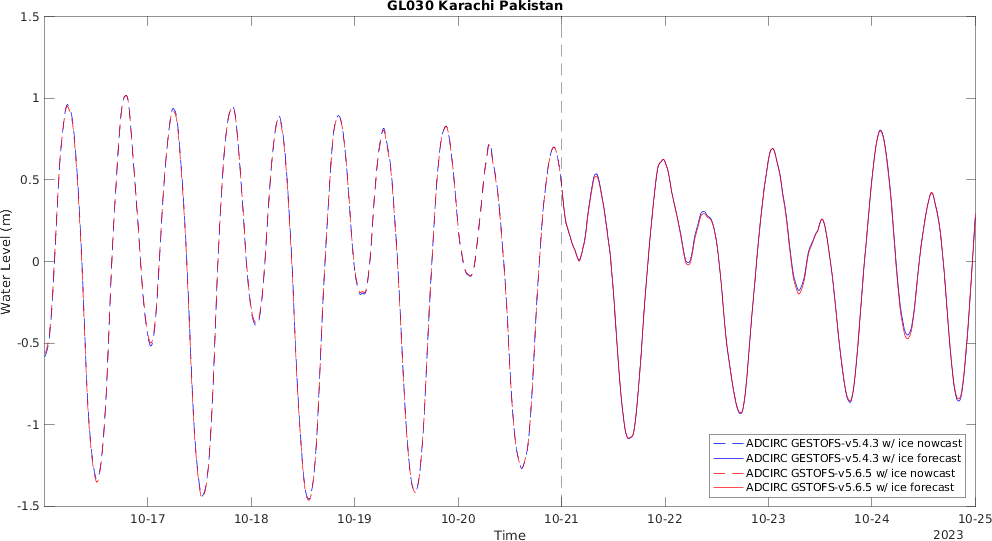 GL030 Karachi Pakistan
1.5
1
0.5
0
-0.5
-1
-1.5
Water Level (m)
10-17 10-18 10-19 10-20 10-21 10-22 10-23 10-24 10-25
Time
2023
ADCIRC GESTOFS-v5.4.3 w/ ice nowcast
ADCIRC GESTOFS-v5.4.3 w/ ice forecast
ADCIRC GSTOFS-v5.6.5 w/ ice nowcast
ADCIRC GSTOFS-v5.6.5 w/ ice forecast